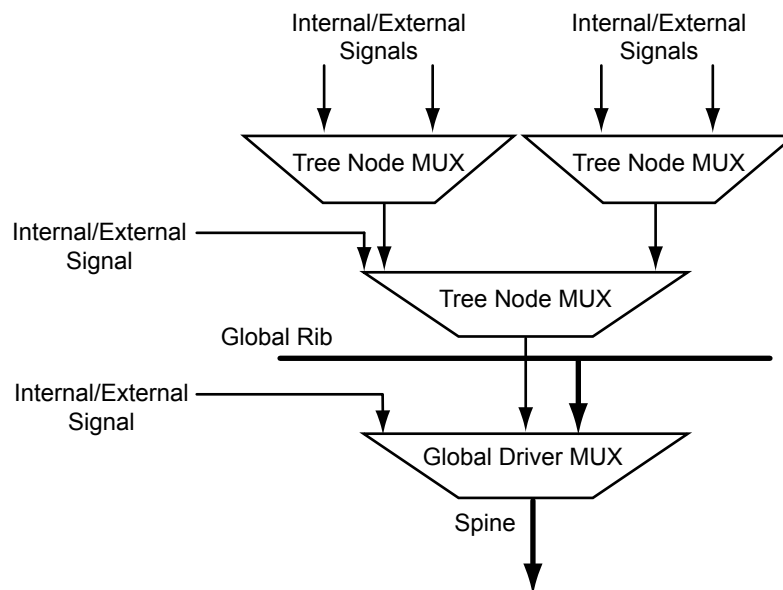 Internal/External
Signals
Internal/External
Signals
Tree Node MUX
Tree Node MUX
Internal/External
Signal
Tree Node MUX
Global Rib
Internal/External
Signal
Global Driver MUX
Spine